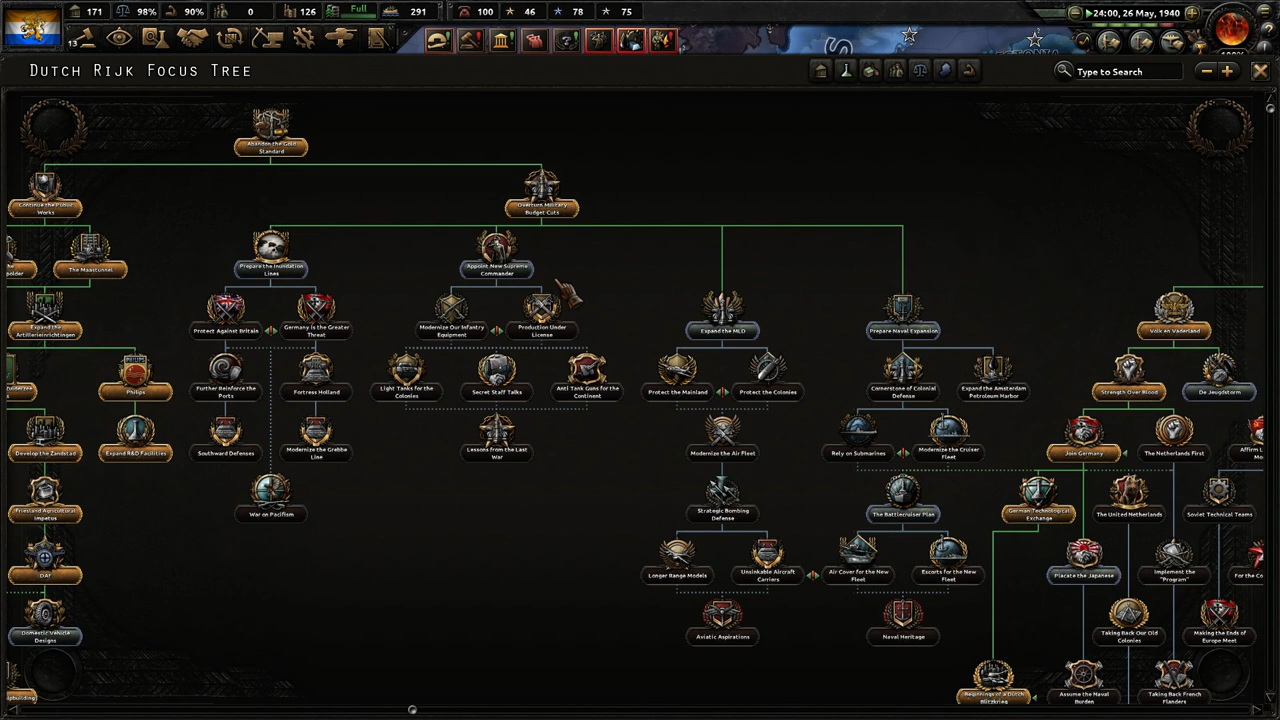 171
98%
90%
0
126
Full
291
100
46
78
75
24:00, 26 May, 1940
13
Dutch Rijk Focus Tree
Type to Search
Abandon the Gold
Standard
Continue the Public
Works
Overturn Military
Budget Cuts
The Maastunnel
Prepare the Inundation
Lines
Appoint New Supreme
Commander
Expand the
Artillerieinrichtingen
Protect Against Britain
Germany is the Greater
Threat
Modernize Our Infantry
Equipment
Production Under
License
Expand the MLD
Prepare Naval Expansion
Volk en Vaderland
Philips
Further Reinforce the
Ports
Fortress Holland
Light Tanks for the
Colonies
Secret Staff Talks
Anti Tank Guns for the
Continent
Protect the Mainland
Protect the Colonies
Cornerstone of Colonial
Defense
Expand the Amsterdam
Petroleum Harbor
Strength Over Blood
De Jeugdstorm
Develop the Zandstad
Expand R&D Facilities
Southward Defenses
Modernize the Grebbe
Line
Lessons from the Last
War
Modernize the Air Fleet
Rely on Submarines
Modernize the Cruiser
Fleet
Join Germany
The Netherlands First
Affirm L
Friesland Agricultural
Impetus
War on Pacifism
Strategic Bombing
Defense
The Battlecruiser Plan
German Technological
Exchange
The United Netherlands
Soviet Technical Teams
DAF
Longer Range Models
Unsinkable Aircraft
Carriers
Air Cover for the New
Fleet
Escorts for the New
Fleet
Placate the Japanese
Implement the
"Program"
For the Co
Domestic Vehicle
Designs
Aviatic Aspirations
Naval Heritage
Taking Back Our Old
Colonies
Making the Ends of
Europe Meet
Beginnings of a Dutch
Blitzkrieg
Assume the Naval
Burden
Taking Back French
Flanders